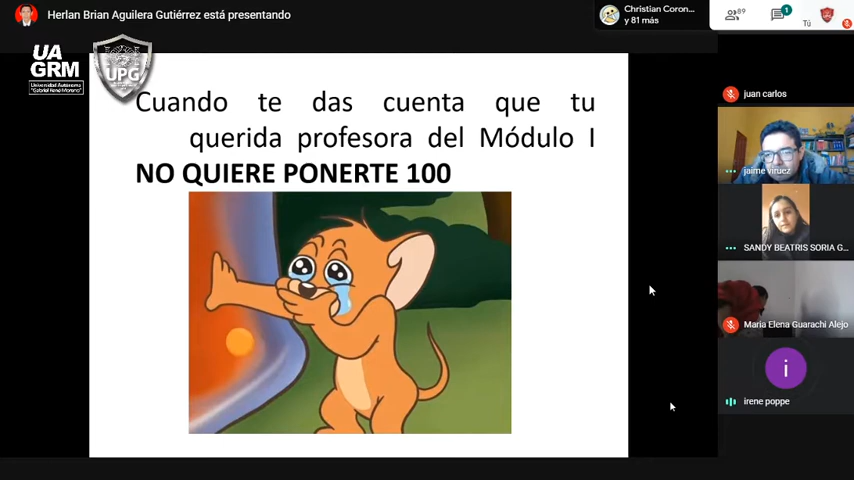 Herlan Brian Aguilera Gutiérrez está presentando
Christian Coron...
y 81 más
89
1
Tú
UA
GRM
Universidad Autónoma
"Gabriel René Moreno"
UPG
Cuando te das cuenta que tu
querida profesora del Módulo I
NO QUIERE PONERTE 100
juan carlos
jaime viruez
SANDY BEATRIS SORIA G...
Maria Elena Guarachi Alejo
i
irene poppe